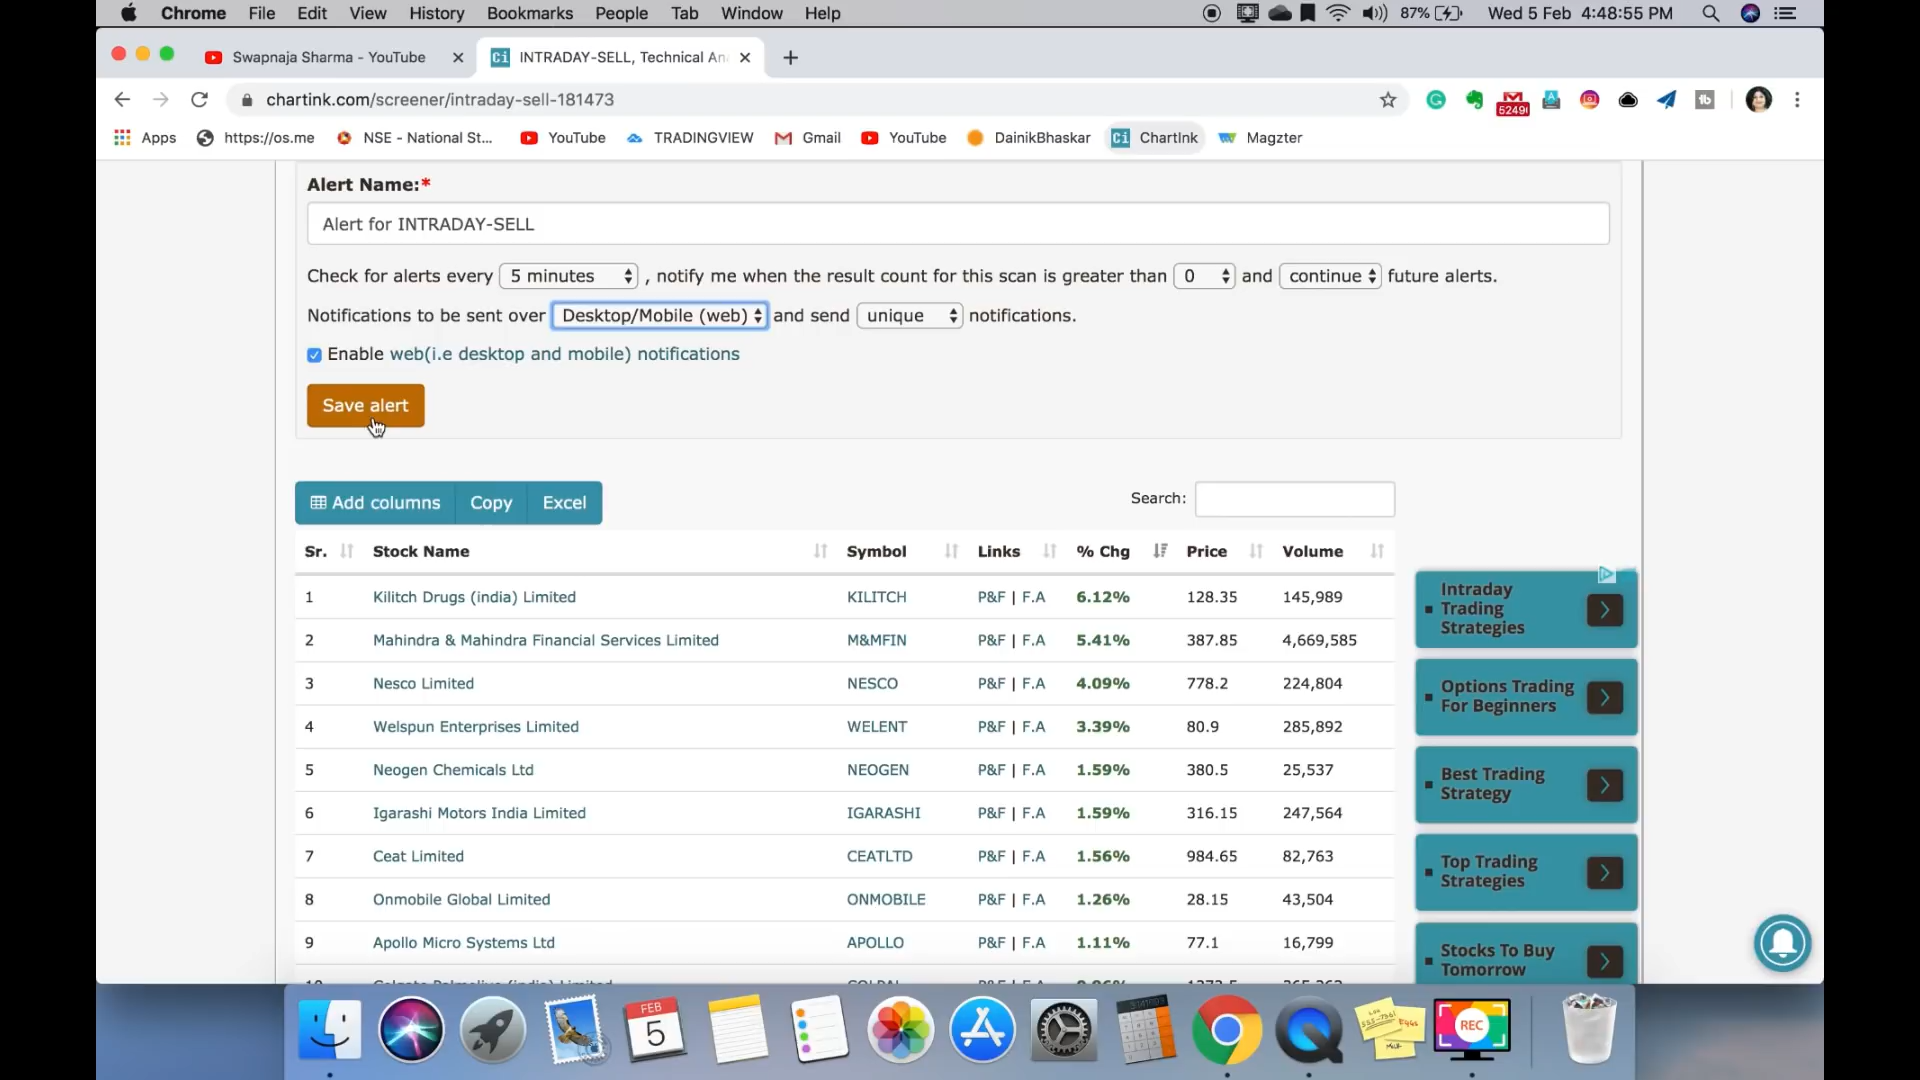 Chrome File Edit View History Bookmarks People Tab Window Help 87% Wed 5 Feb 4:48:55 PM
Swapnaja Sharma - YouTube
Ci INTRADAY-SELL, Technical An
chartink.com/screener/intraday-sell-181473
Apps https://os.me NSE - National St... YouTube TRADINGVIEW Gmail YouTube DainikBhaskar Ci ChartInk Magzter
Alert Name:*
Alert for INTRADAY-SELL
Check for alerts every 5 minutes , notify me when the result count for this scan is greater than 0 and continue future alerts.
Notifications to be sent over Desktop/Mobile (web) and send unique notifications.
Enable web(i.e desktop and mobile) notifications
Save alert
Add columns Copy Excel Search:
Sr. Stock Name Symbol Links % Chg Price Volume
1 Kilitch Drugs (india) Limited KILITCH P&F | F.A 6.12% 128.35 145,989
2 Mahindra & Mahindra Financial Services Limited M&MFIN P&F | F.A 5.41% 387.85 4,669,585
3 Nesco Limited NESCO P&F | F.A 4.09% 778.2 224,804
4 Welspun Enterprises Limited WELENT P&F | F.A 3.39% 80.9 285,892
5 Neogen Chemicals Ltd NEOGEN P&F | F.A 1.59% 380.5 25,537
6 Igarashi Motors India Limited IGARASHI P&F | F.A 1.59% 316.15 247,564
7 Ceat Limited CEATLTD P&F | F.A 1.56% 984.65 82,763
8 Onmobile Global Limited ONMOBILE P&F | F.A 1.26% 28.15 43,504
9 Apollo Micro Systems Ltd APOLLO P&F | F.A 1.11% 77.1 16,799
Intraday
Trading
Strategies
Options Trading
For Beginners
Best Trading
Strategy
Top Trading
Strategies
Stocks To Buy
Tomorrow
FEB
5
REC